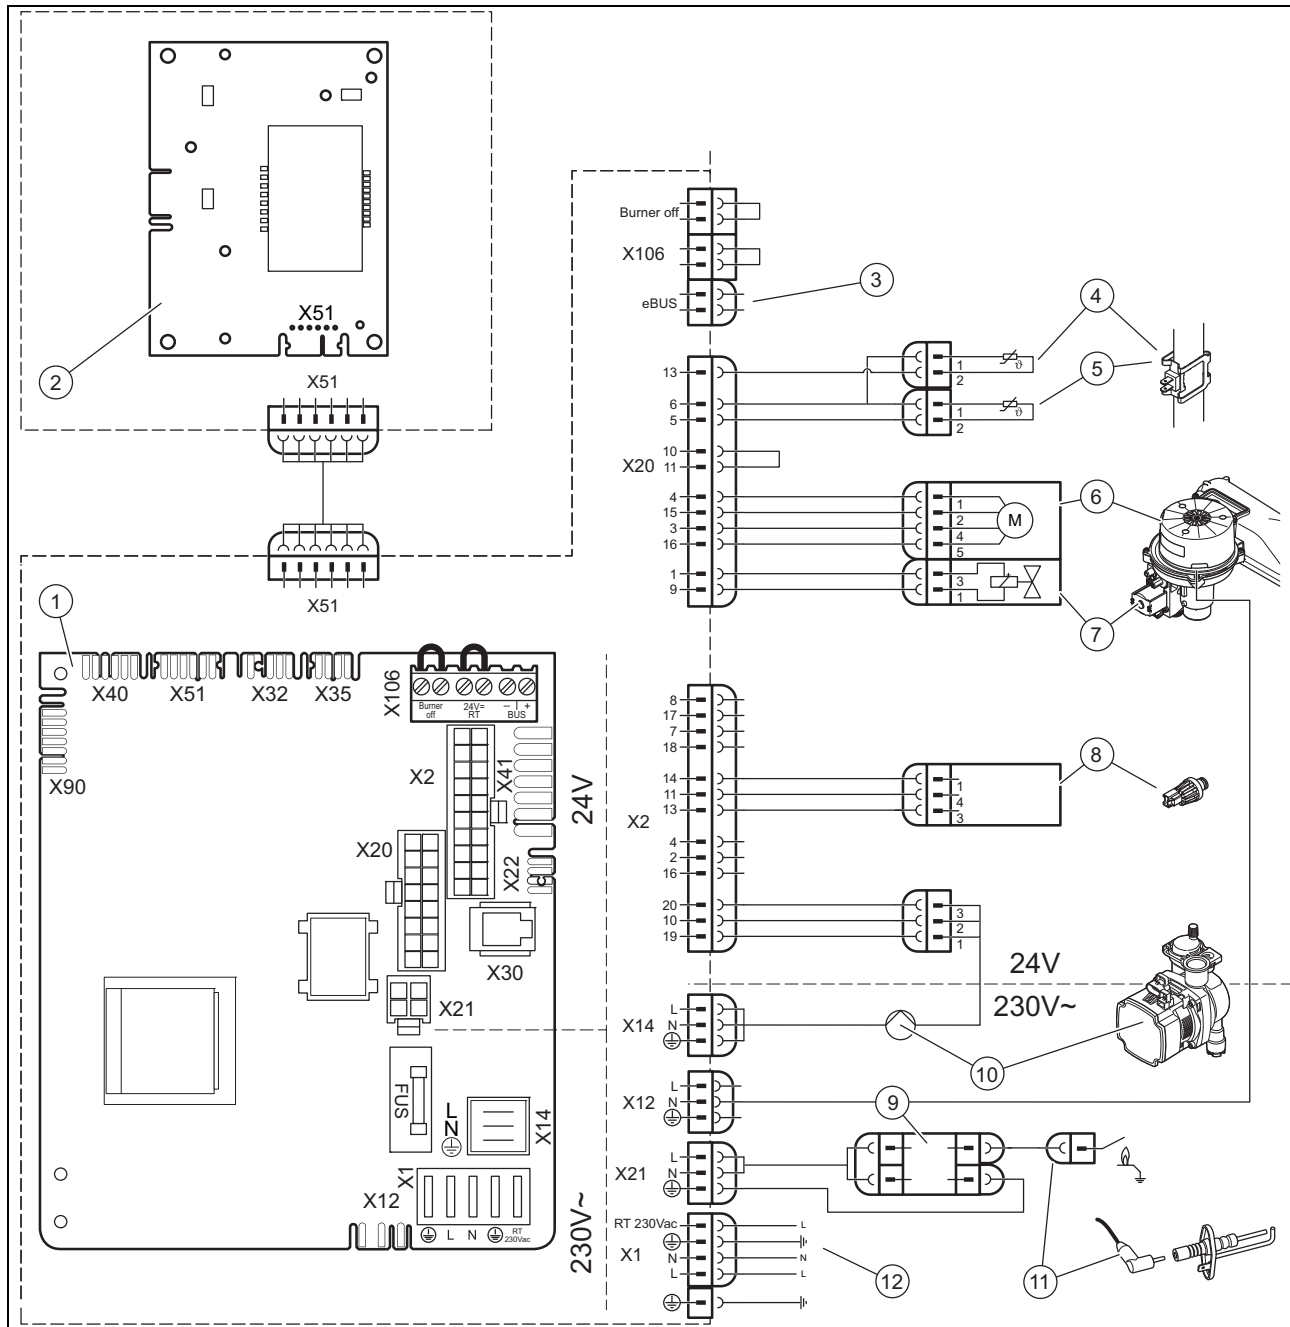 X51
2
X51
X51
Burner off
X106
eBUS
3
13
6
5
10
X20 11
4
15
3
16
1
9
1
2
ϑ
4
1
2
ϑ
5
1
2
4
5
M
6
3
1
7
1
X40 X51 X32 X35
X90
X106
Burner off
24V= RT
– | +
BUS
X2
X41
X20
X22
X30
X21
24V
FUS
L
N
X14
X1
X12
L N
RT 230Vac
230V~
8
17
7
18
14
11
13
X2
4
2
16
20
10
19
1
4
3
8
3
2
1
24V
230V~
L
X14 N
10
L
X12 N
9
L
X21 N
11
RT 230Vac
X1
N
L
L
N
L
12